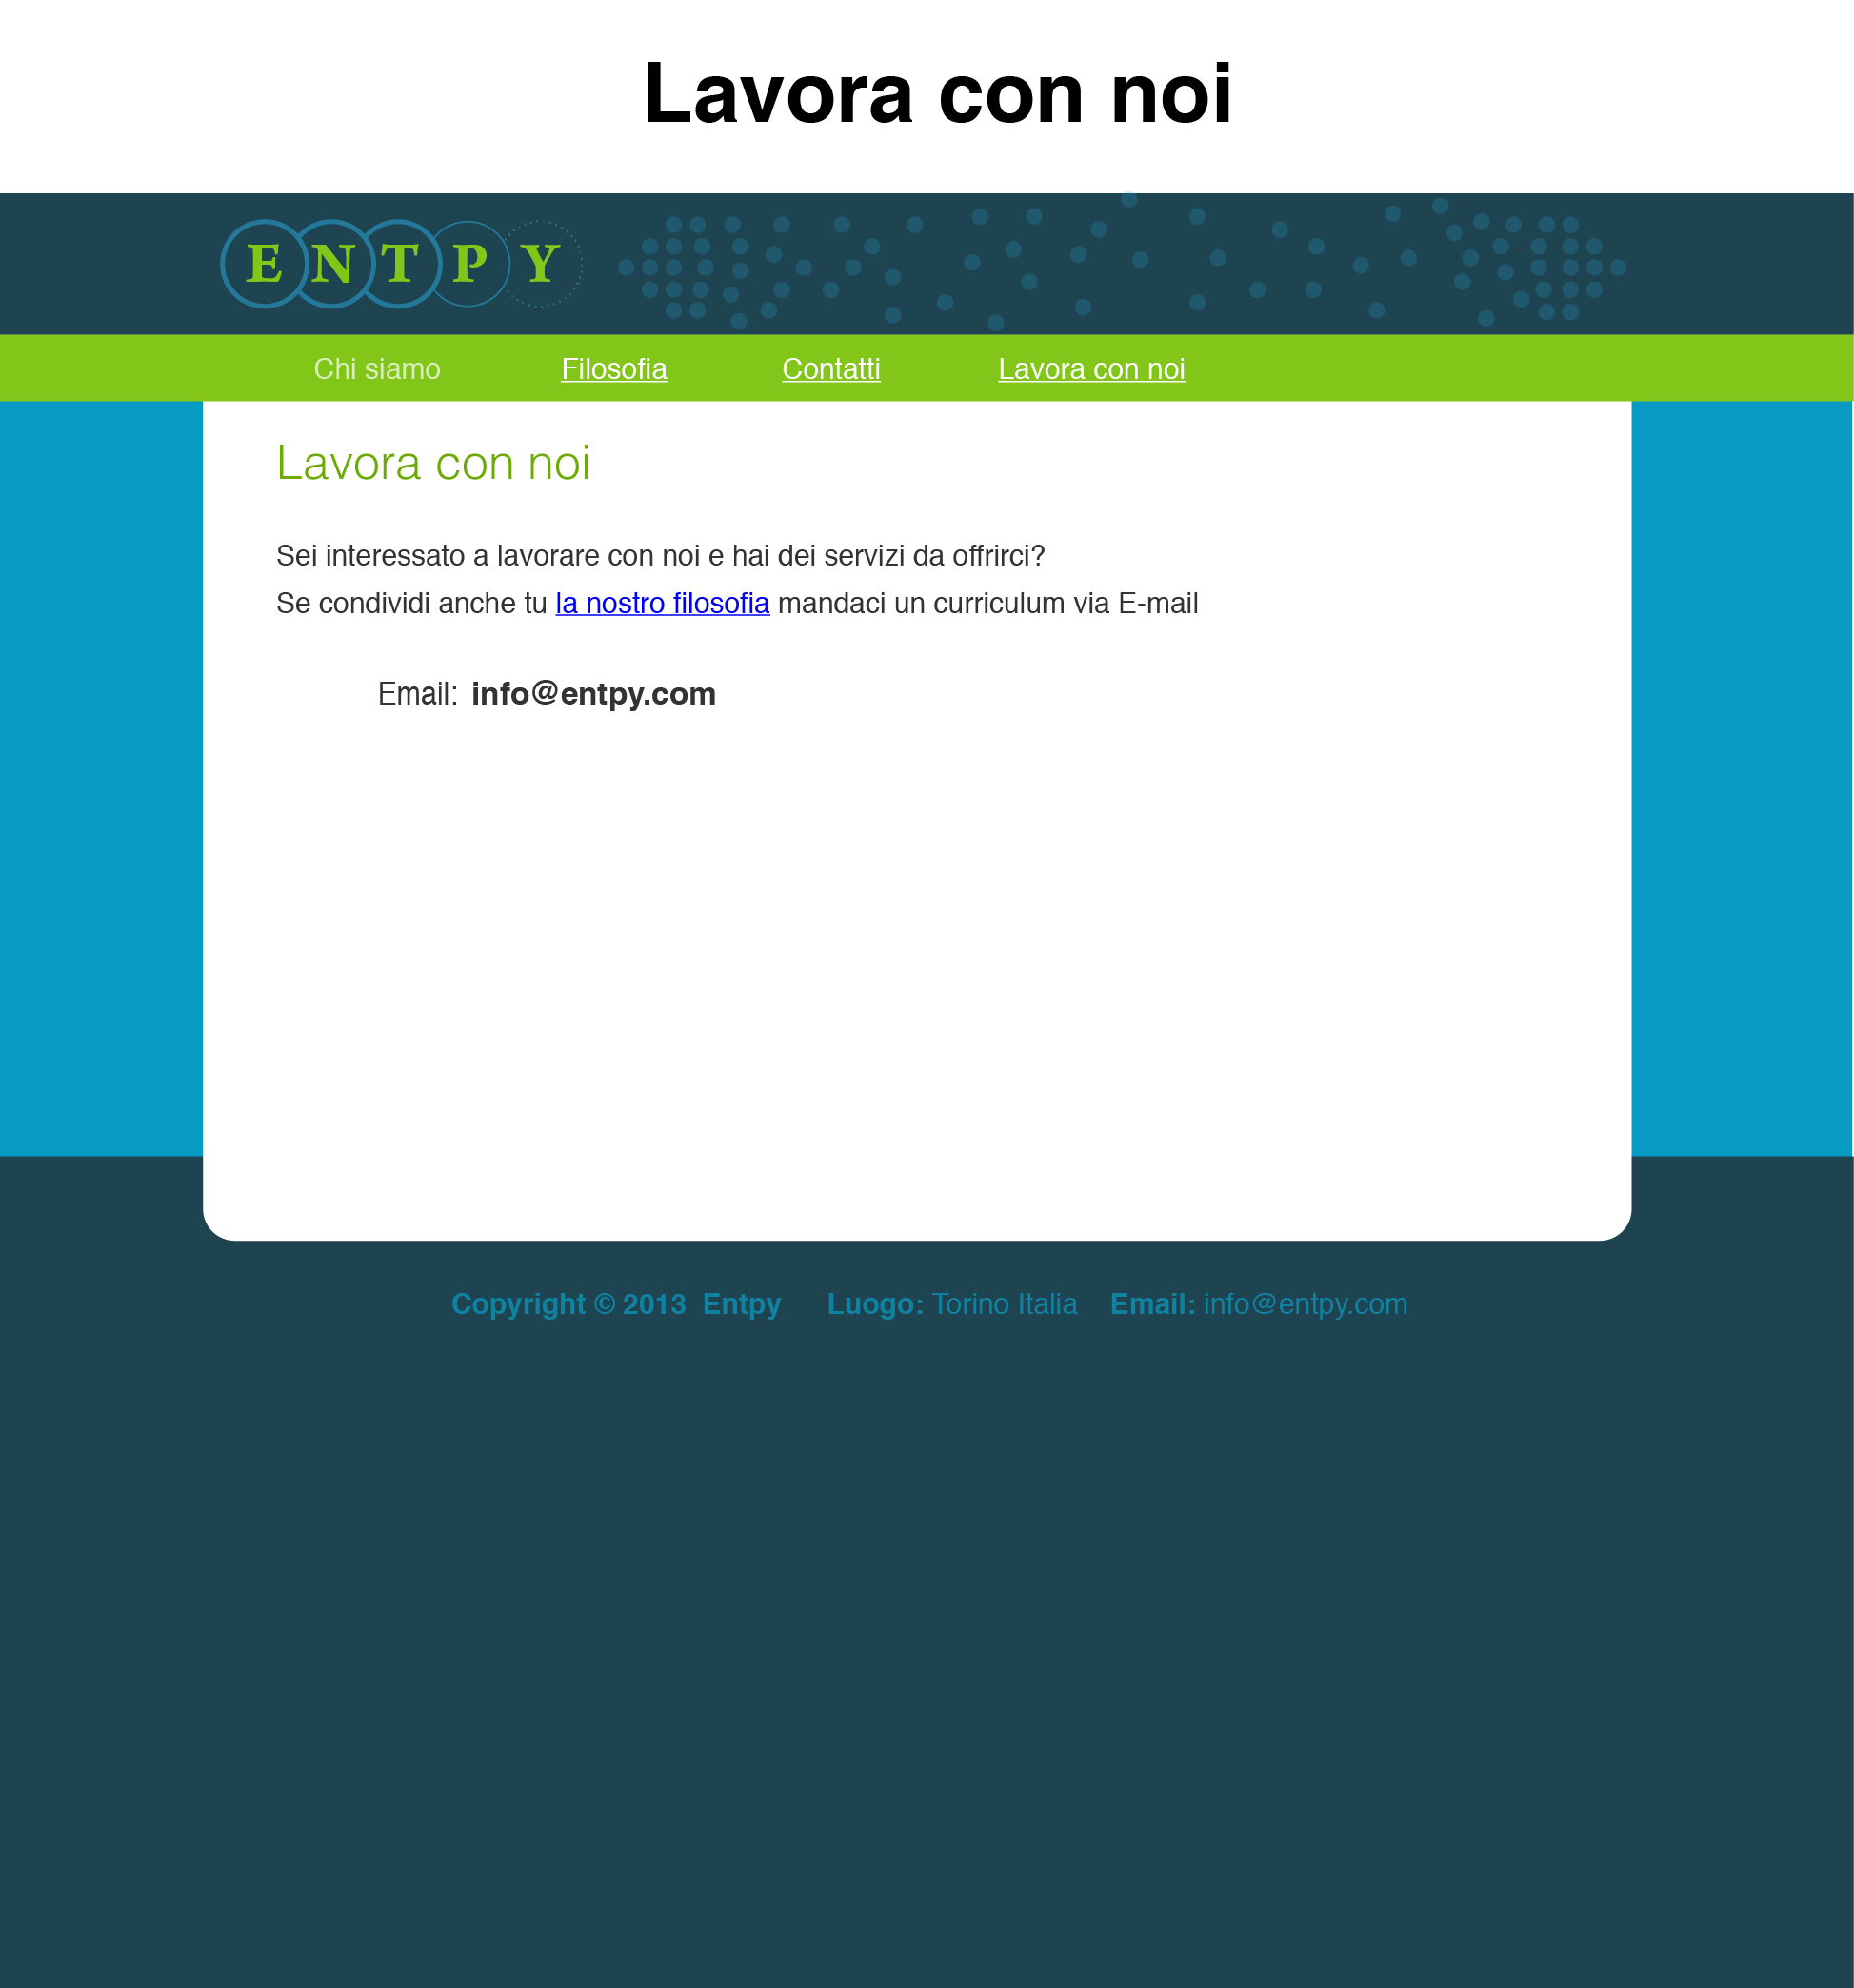 Lavora con noi
ENTPY
Chi siamo Filosofia Contatti Lavora con noi
Lavora con noi
Sei interessato a lavorare con noi e hai dei servizi da offrirci?
Se condividi anche tu la nostro filosofia mandaci un curriculum via E-mail
Email: info@entpy.com
Copyright © 2013 Entpy Luogo: Torino Italia Email: info@entpy.com